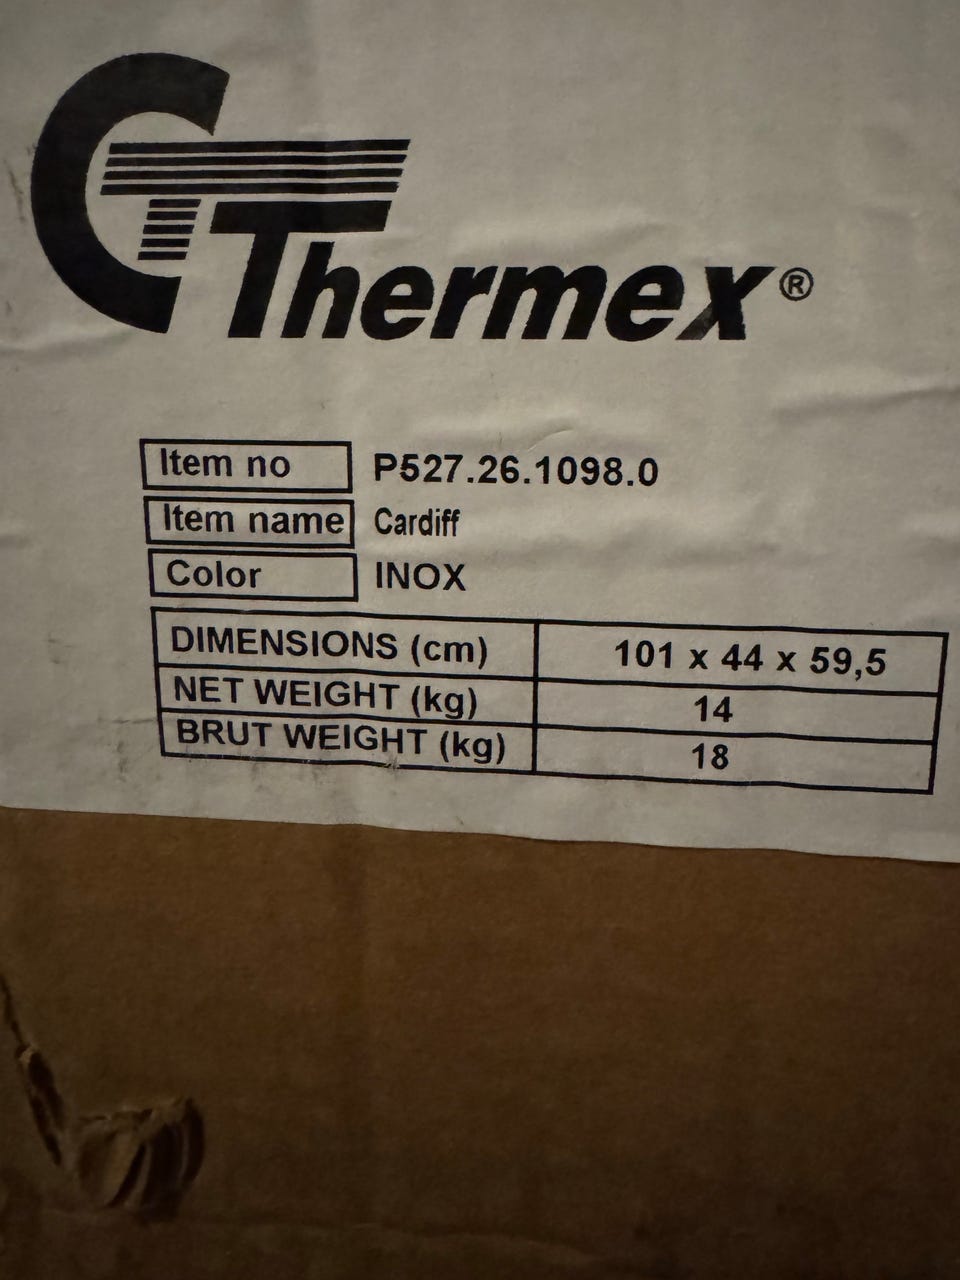 Thermex®
Item no P527.26.1098.0
Item name Cardiff
Color INOX
DIMENSIONS (cm) 101 x 44 x 59,5
NET WEIGHT (kg) 14
BRUT WEIGHT (kg) 18